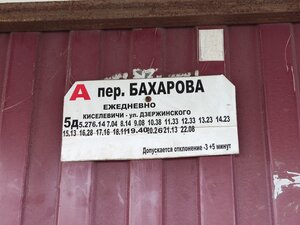 А пер. БАХАРОВА
ЕЖЕДНЕВНО
КИСЕЛЕВИЧИ - ул. ДЗЕРЖИНСКОГО
5д 5.27 6.14 7.04 8.14 9.08 10.38 11.33 12.33 13.23 14.23
15.13 16.28 17.16 18.11 19.40 20.26 21.13 22.08
Допускается отклонение -3 +5 минут